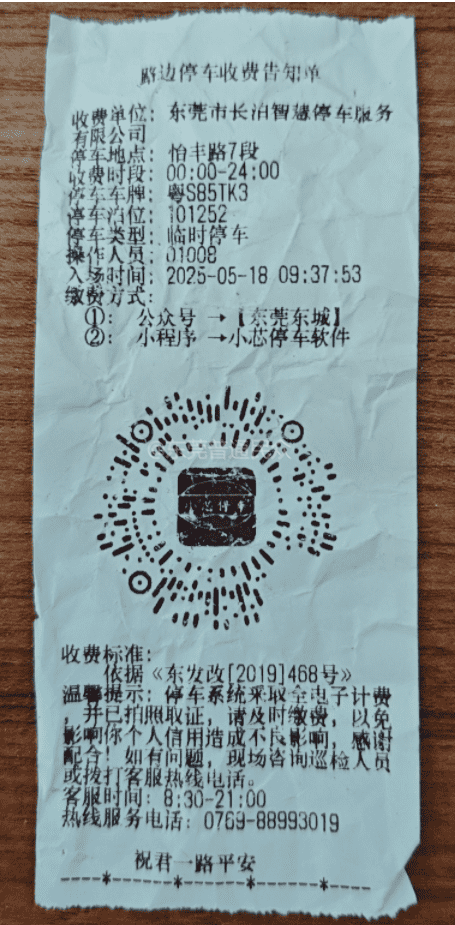 路边停车收费告知单
收费单位：东莞市长泊智慧停车服务
有限公司
停车地点：怡丰路7段
收费时段：00:00-24:00
停车车牌：粤S85TK3
停车泊位：101252
停车类型：临时停车
操作人员：01008
入场时间：2025-05-18 09:37:53
缴费方式：
①：公众号→【东莞东城】
②：小程序→小芯停车软件
收费标准：
依据《东发改[2019]468号》
温馨提示：停车系统采取全电子计费
，并已拍照取证，请及时缴费，以免
影响你个人信用造成不良影响，感谢
配合！如有问题，现场咨询巡检人员
或拨打客服热线电话。
客服时间：8:30-21:00
热线服务电话：0769-88993019
祝君一路平安
-----*-------*-------*-------*----